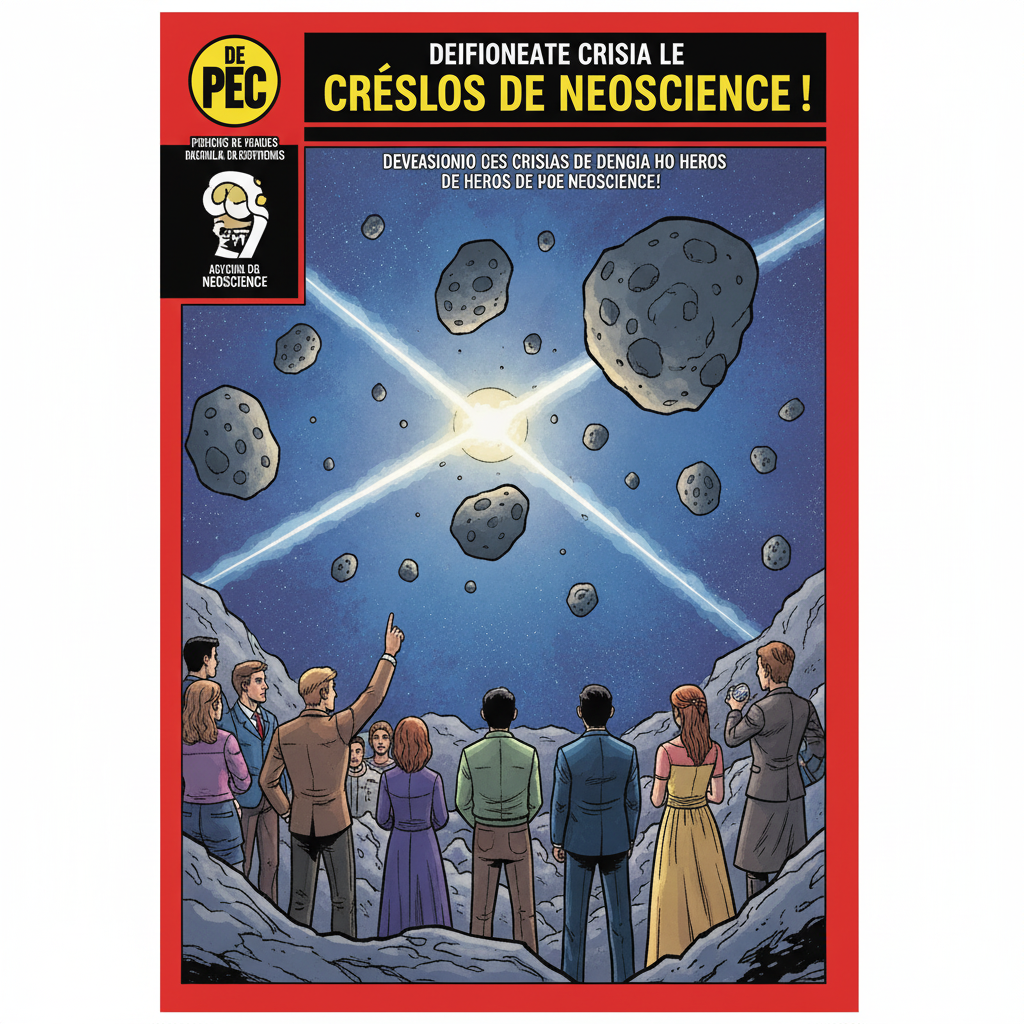 DE
PEC
DEIFIONEATE CRISIA LE
CRÉSLOS DE NEOSCIENCE !
DE
DEVEASIONIO CES CRISIAS DE DENGIA HO HEROS
DE HEROS DE POE NEOSCIENCE!
NEOSCIENCE